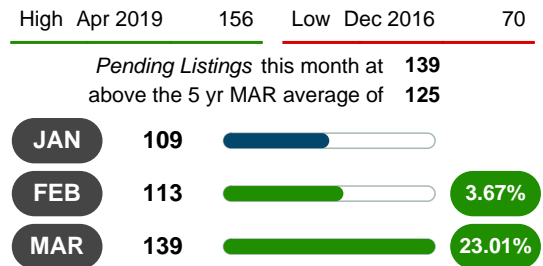 High Apr 2019 156 Low Dec 2016 70
Pending Listings this month at 139
above the 5 yr MAR average of 125
JAN 109
FEB 113 3.67%
MAR 139 23.01%